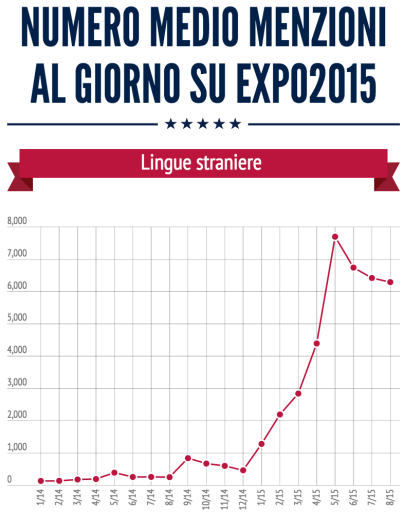 NUMERO MEDIO MENZIONI
AL GIORNO SU EXPO2015
Lingue straniere
8,000
7,000
6,000
5,000
4,000
3,000
2,000
1,000
0
1/14 2/14 3/14 4/14 5/14 6/14 7/14 8/14 9/14 10/14 11/14 12/14 1/15 2/15 3/15 4/15 5/15 6/15 7/15 8/15